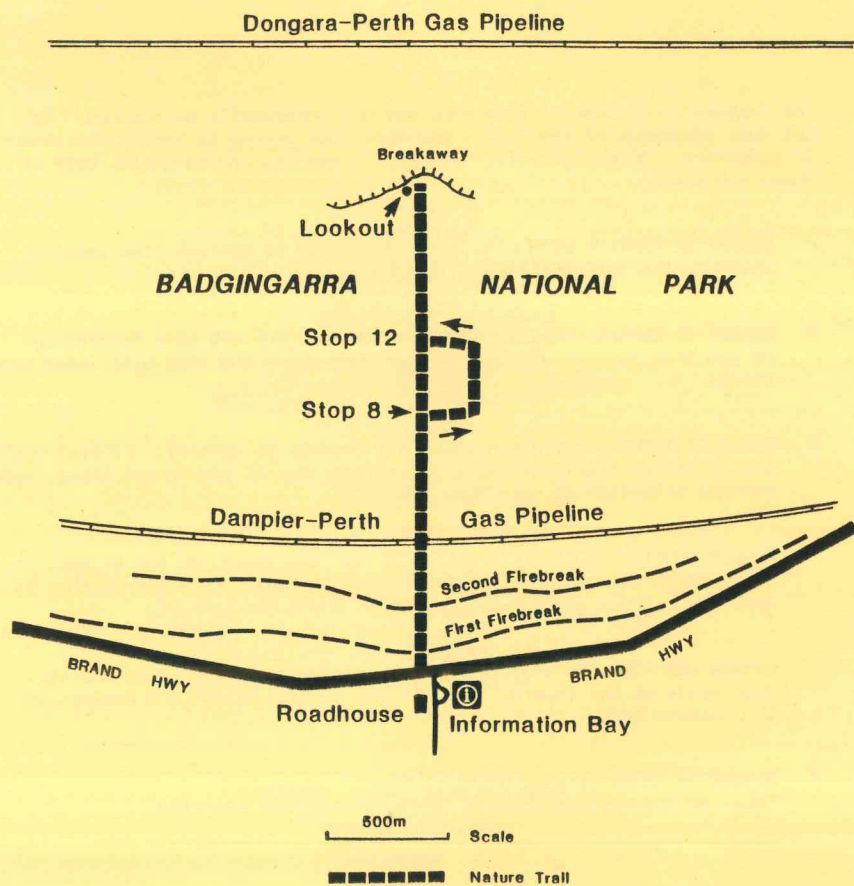 Dongara-Perth Gas Pipeline
Breakaway
Lookout
BADGINGARRA NATIONAL PARK
Stop 12
Stop 8
Dampier-Perth Gas Pipeline
Second Firebreak
First Firebreak
BRAND HWY
BRAND HWY
Roadhouse
i
Information Bay
500m
Scale
Nature Trail